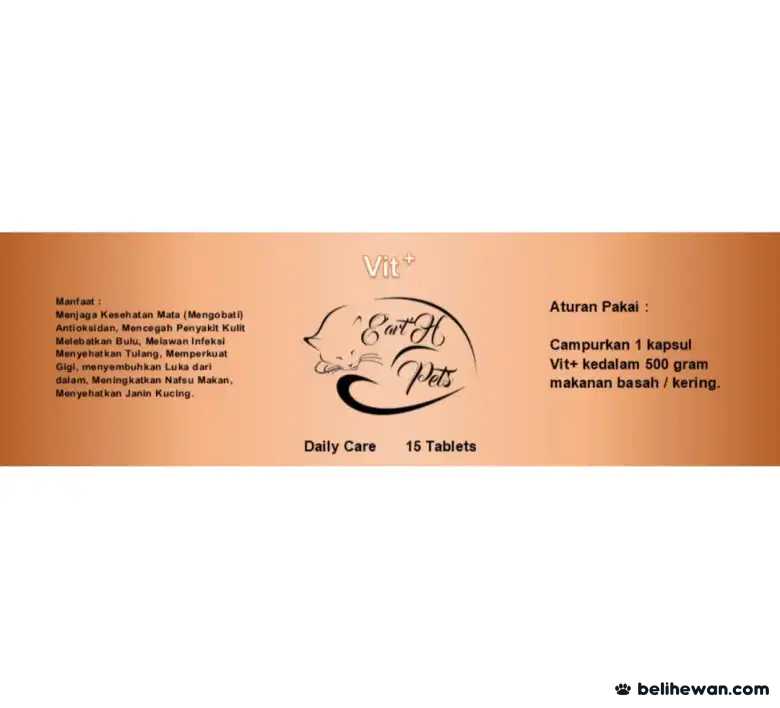 Vit+
Manfaat :
Menjaga Kesehatan Mata (Mengobati)
Antioksidan, Mencegah Penyakit Kulit
Melebatkan Bulu, Melawan Infeksi
Menyehatkan Tulang, Memperkuat
Gigi, menyembuhkan Luka dari
dalam, Meningkatkan Nafsu Makan,
Menyehatkan Janin Kucing.
EartH
Pets
Daily Care 15 Tablets
Aturan Pakai :
Campurkan 1 kapsul
Vit+ kedalam 500 gram
makanan basah / kering.
belihewan.com